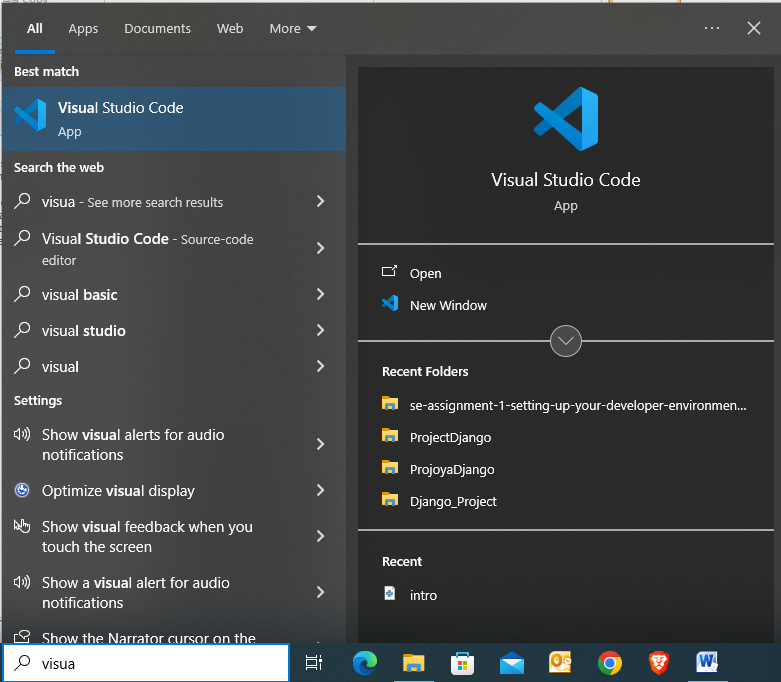 All Apps Documents Web More
Best match
Visual Studio Code
App
Search the web
visua - See more search results
Visual Studio Code - Source-code
editor
visual basic
visual studio
visual
Settings
Show visual alerts for audio
notifications
Optimize visual display
Show visual feedback when you
touch the screen
Show a visual alert for audio
notifications
Show the Narrator cursor on the
visua
Visual Studio Code
App
Open
New Window
Recent Folders
se-assignment-1-setting-up-your-developer-environmen...
ProjectDjango
ProjoyaDjango
Django_Project
Recent
intro